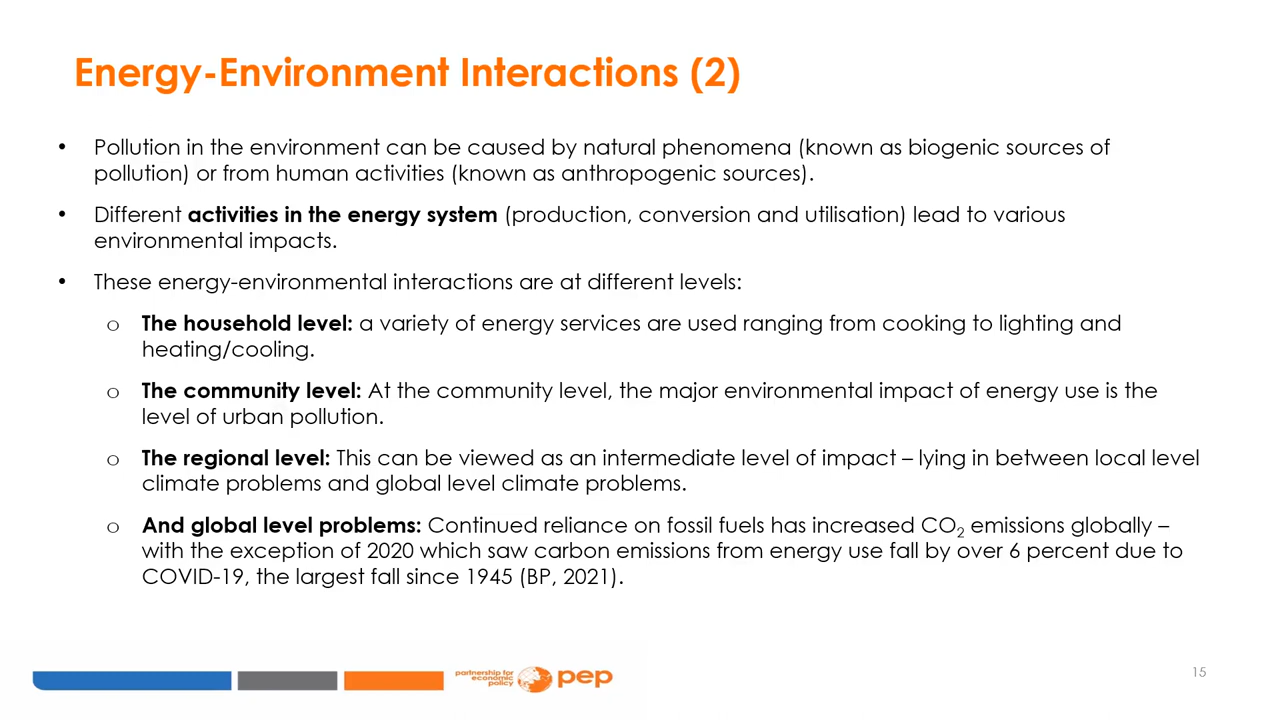 Energy-Environment Interactions (2)
• Pollution in the environment can be caused by natural phenomena (known as biogenic sources of
pollution) or from human activities (known as anthropogenic sources).
• Different activities in the energy system (production, conversion and utilisation) lead to various
environmental impacts.
• These energy-environmental interactions are at different levels:
o The household level: a variety of energy services are used ranging from cooking to lighting and
heating/cooling.
o The community level: At the community level, the major environmental impact of energy use is the
level of urban pollution.
o The regional level: This can be viewed as an intermediate level of impact – lying in between local level
climate problems and global level climate problems.
o And global level problems: Continued reliance on fossil fuels has increased CO₂ emissions globally –
with the exception of 2020 which saw carbon emissions from energy use fall by over 6 percent due to
COVID-19, the largest fall since 1945 (BP, 2021).
partnership for
economic
policy
pep
15